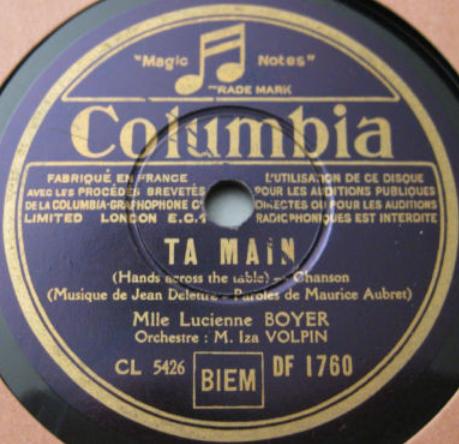 "Magic Notes"
TRADE MARK
Columbia
FABRIQUÉ EN FRANCE
AVEC LES PROCÉDÉS BREVETÉS
DE LA COLUMBIA-GRAPHOPHONE Cº
LIMITED LONDON E.C.1
L'UTILISATION DE CE DISQUE
POUR LES AUDITIONS PUBLIQUES
DIRECTES OU POUR LES AUDITIONS
RADIOPHONIQUES EST INTERDITE
TA MAIN
(Hands across the table) - Chanson
(Musique de Jean Delettre - Paroles de Maurice Aubret)
Mlle Lucienne BOYER
Orchestre : M. Iza VOLPIN
CL 5426 BIEM DF 1760